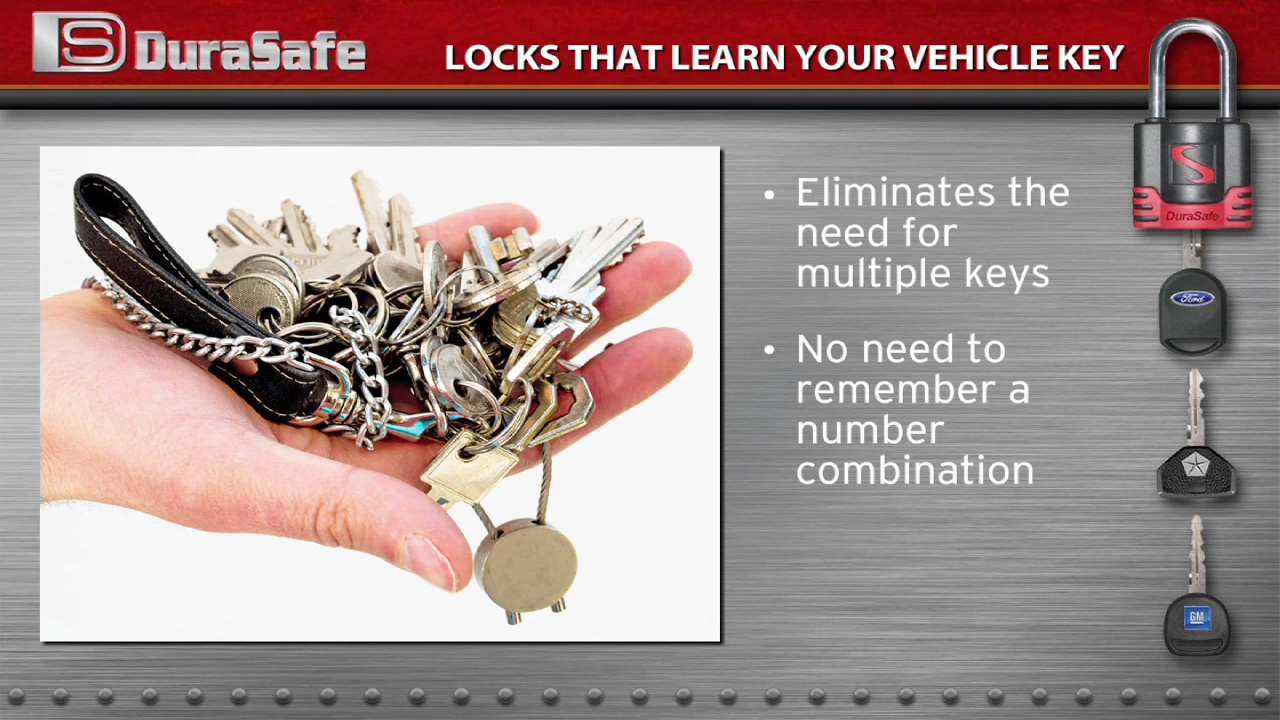 DS DuraSafe
LOCKS THAT LEARN YOUR VEHICLE KEY
• Eliminates the
need for
multiple keys
• No need to
remember a
number
combination
S
DuraSafe
Ford
GM